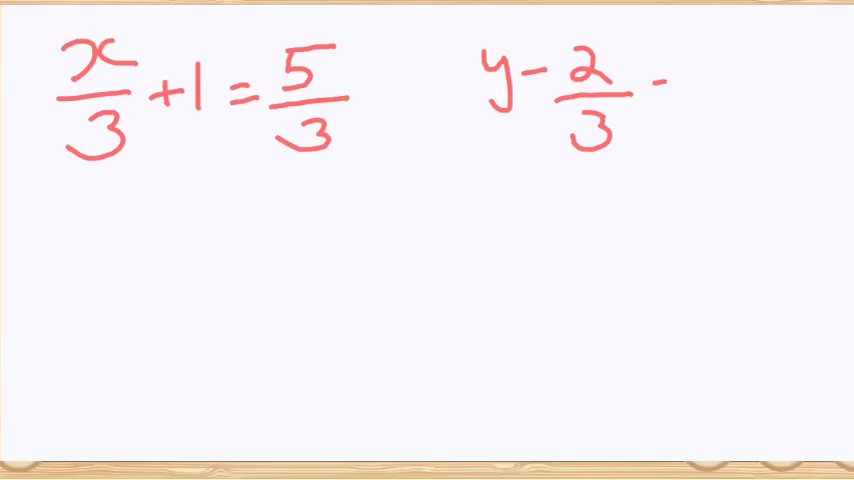 x/3 + 1 = 5/3
y - 2/3 -